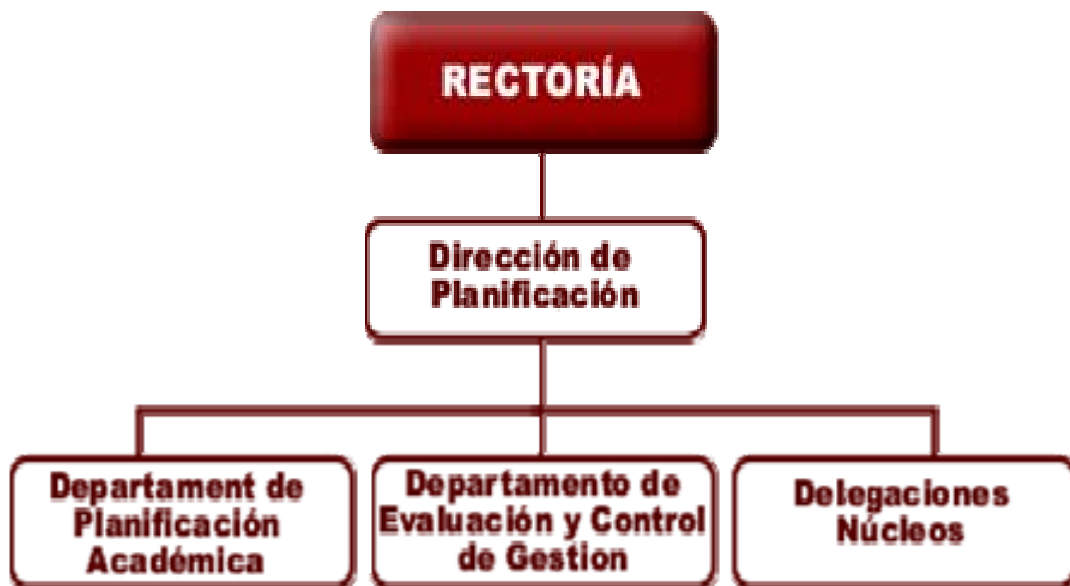 RECTORÍA
Dirección de
Planificación
Departament de
Planificación
Académica
Departamento de
Evaluación y Control
de Gestion
Delegaciones
Núcleos